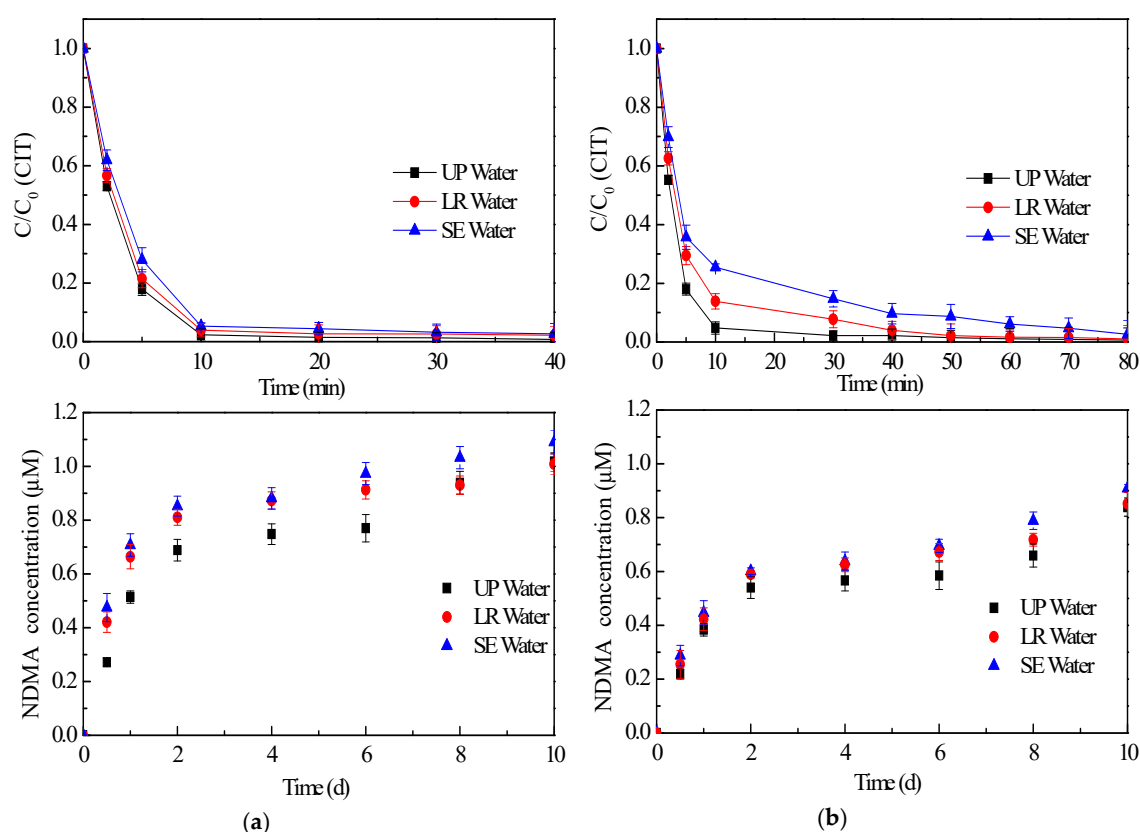 1.0
0.8
0.6
0.4
0.2
0.0
C/C0 (CIT)
UP Water
LR Water
SE Water
0 10 20 30 40
Time (min)
1.0
0.8
0.6
0.4
0.2
0.0
C/C0 (CIT)
UP Water
LR Water
SE Water
0 10 20 30 40 50 60 70 80
Time (min)
1.2
1.0
0.8
0.6
0.4
0.2
0.0
NDMA concentration (μM)
UP Water
LR Water
SE Water
0 2 4 6 8 10
Time (d)
(a)
1.2
1.0
0.8
0.6
0.4
0.2
0.0
NDMA concentration (μM)
UP Water
LR Water
SE Water
0 2 4 6 8 10
Time (d)
(b)